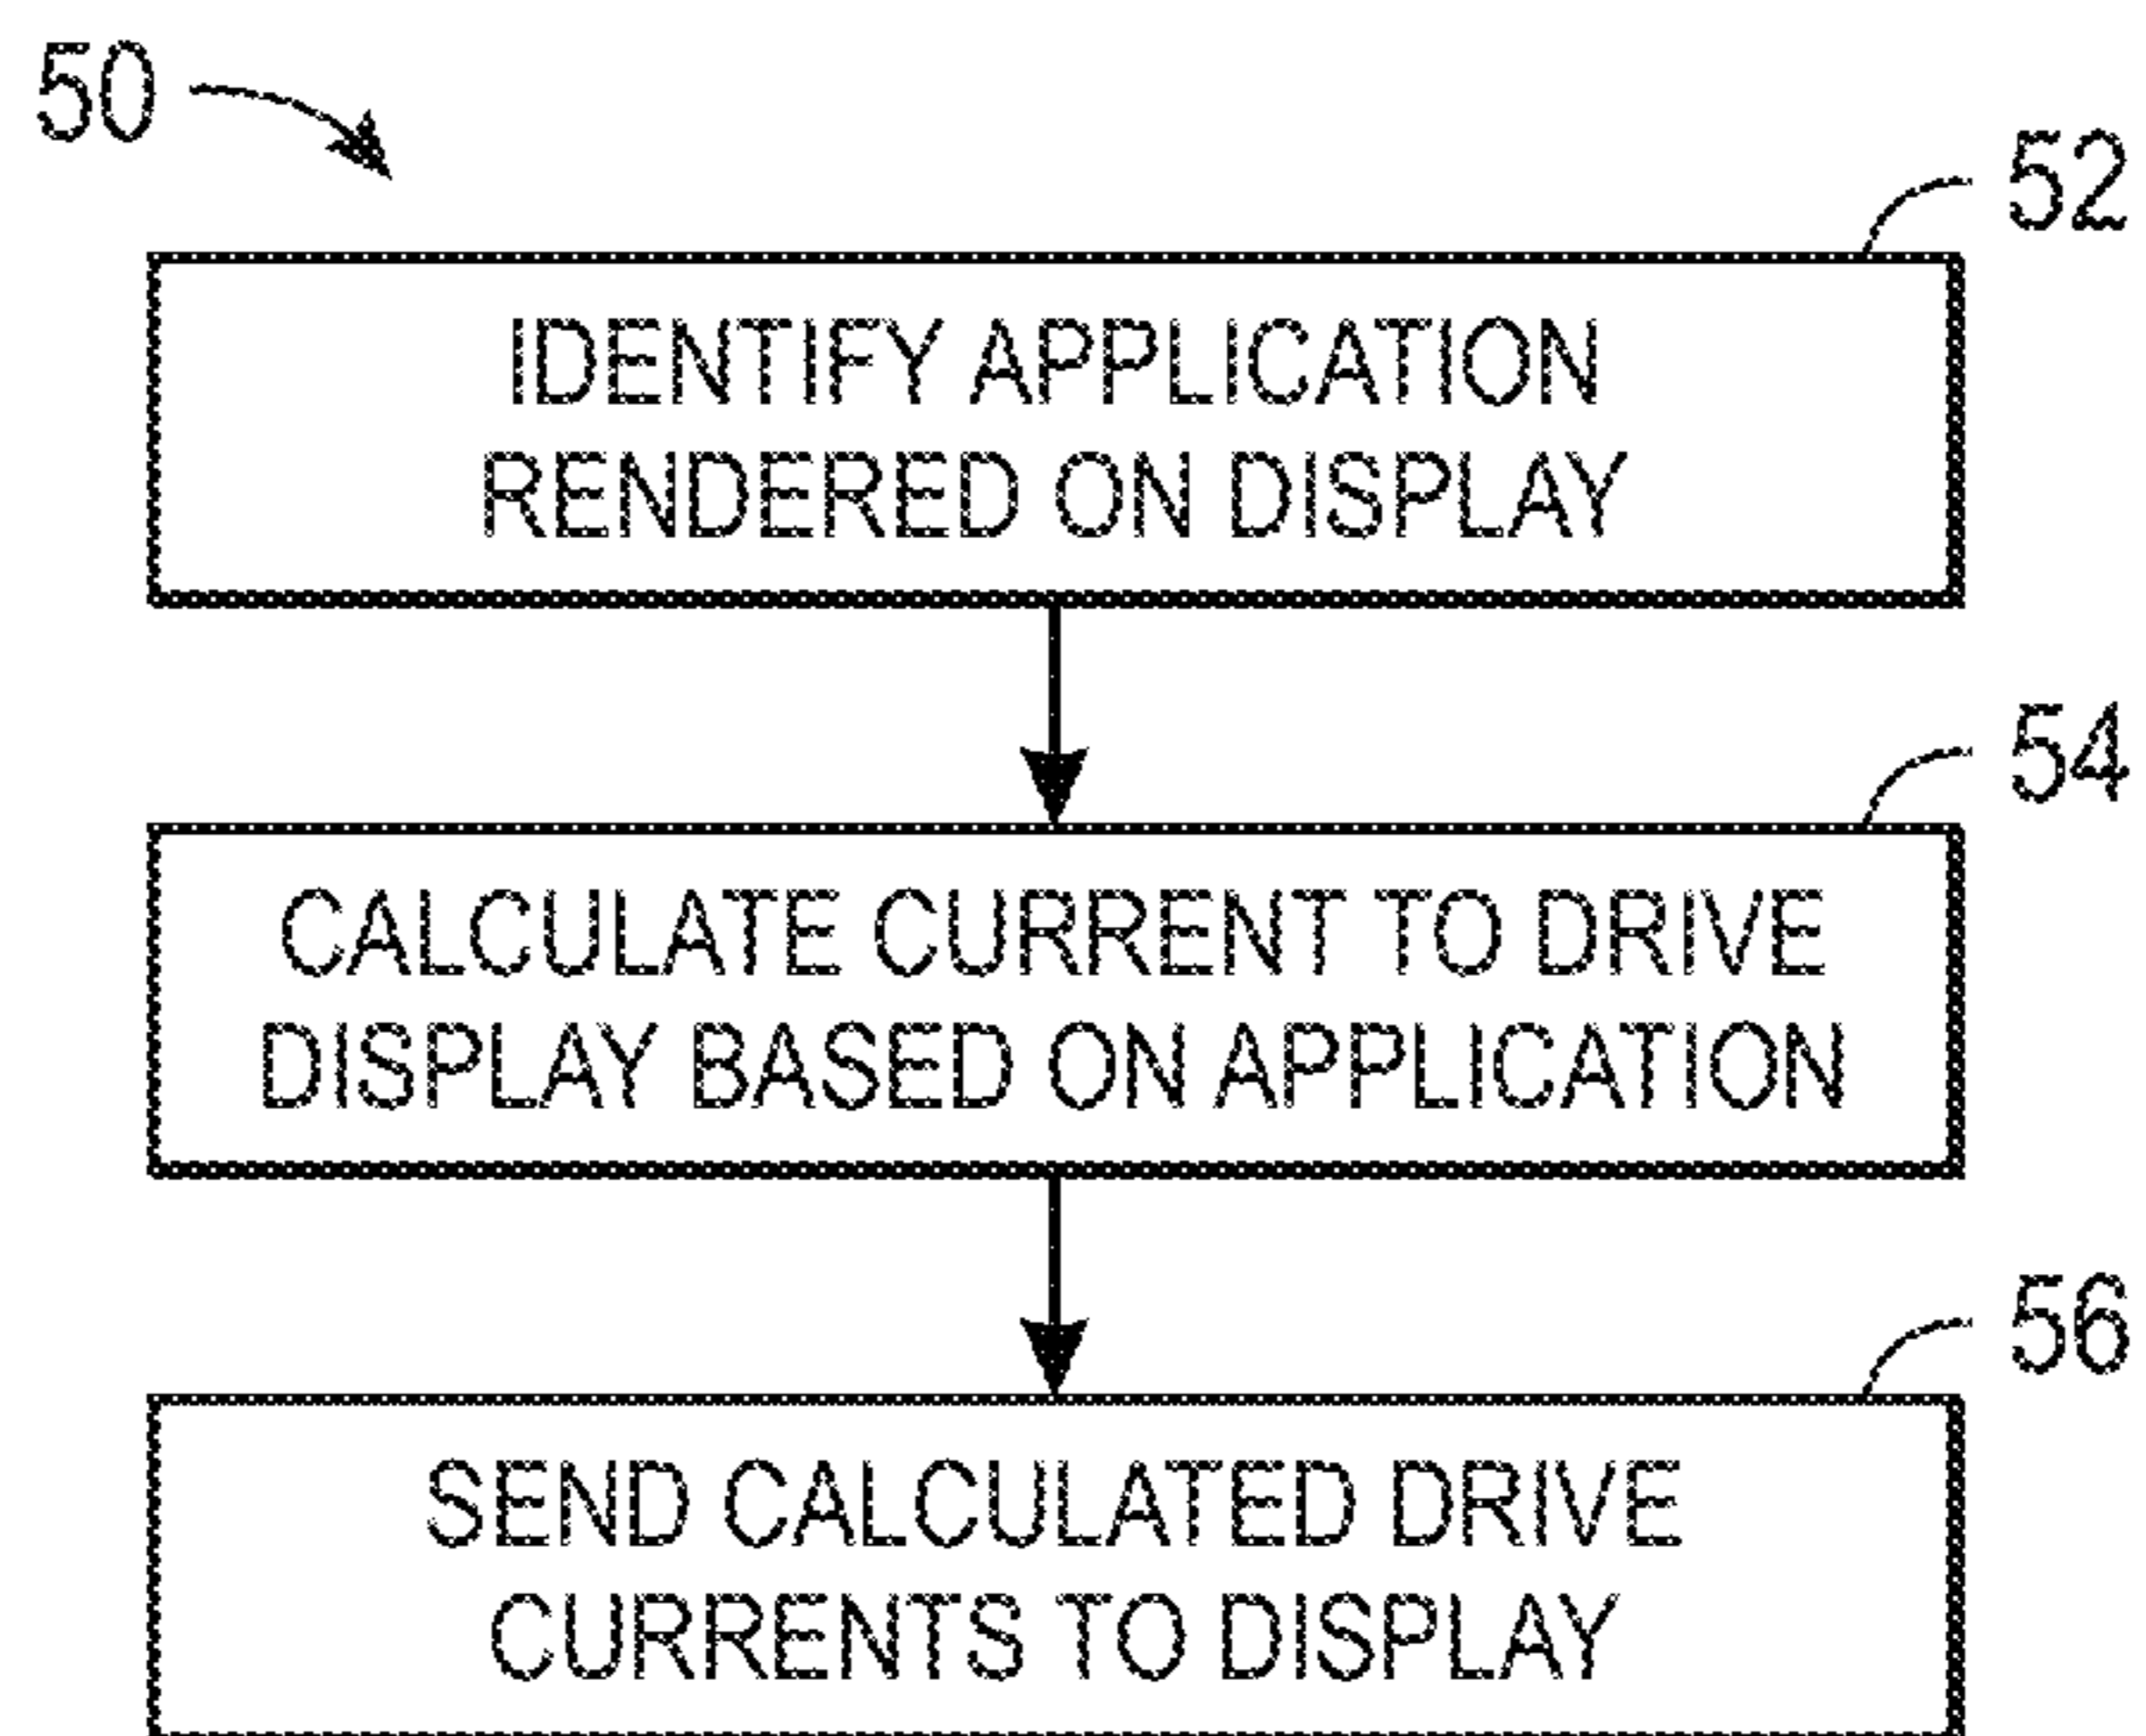 50
52
IDENTIFY APPLICATION
RENDERED ON DISPLAY
54
CALCULATE CURRENT TO DRIVE
DISPLAY BASED ON APPLICATION
56
SEND CALCULATED DRIVE
CURRENTS TO DISPLAY